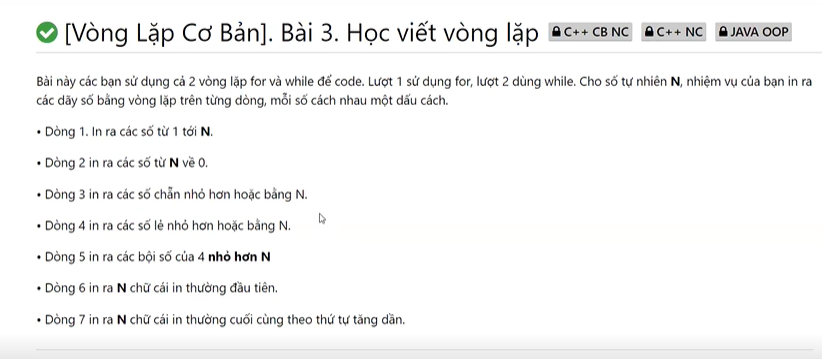 [Vòng Lặp Cơ Bản]. Bài 3. Học viết vòng lặp C++ CB NC C++ NC JAVA OOP
Bài này các bạn sử dụng cả 2 vòng lặp for và while để code. Lượt 1 sử dụng for, lượt 2 dùng while. Cho số tự nhiên N, nhiệm vụ của bạn in ra
các dãy số bằng vòng lặp trên từng dòng, mỗi số cách nhau một dấu cách.
• Dòng 1. In ra các số từ 1 tới N.
• Dòng 2 in ra các số từ N về 0.
• Dòng 3 in ra các số chẵn nhỏ hơn hoặc bằng N.
• Dòng 4 in ra các số lẻ nhỏ hơn hoặc bằng N.
• Dòng 5 in ra các bội số của 4 nhỏ hơn N
• Dòng 6 in ra N chữ cái in thường đầu tiên.
• Dòng 7 in ra N chữ cái in thường cuối cùng theo thứ tự tăng dần.